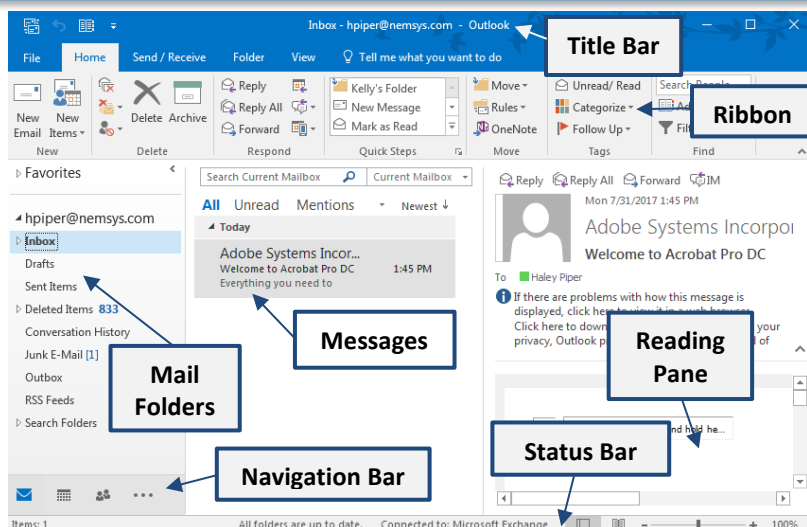 Inbox - hpiper@nemsys.com - Outlook
Title Bar
File Home Send / Receive Folder View Tell me what you want to do
New Email
New Items
Delete
Archive
Reply
Reply All
Forward
Kelly's Folder
New Message
Mark as Read
Move
Rules
OneNote
Unread/ Read
Categorize
Follow Up
Search People
Ribbon
New Delete Respond Quick Steps Move Tags Find
Favorites
hpiper@nemsys.com
Inbox
Drafts
Sent Items
Deleted Items 833
Conversation History
Junk E-Mail [1]
Outbox
RSS Feeds
Search Folders
Mail
Folders
Search Current Mailbox Current Mailbox
All Unread Mentions Newest ↓
Today
Adobe Systems Incor...
Welcome to Acrobat Pro DC 1:45 PM
Everything you need to
Messages
Reply Reply All Forward IM
Mon 7/31/2017 1:45 PM
Adobe Systems Incorpor
Welcome to Acrobat Pro DC
To Haley Piper
If there are problems with how this message is
displayed, click here to view it in a web browser.
Click here to your
privacy, Outlook of
Reading
Pane
hold he...
Status Bar
Navigation Bar
Items: 1 All folders are up to date. Connected to: Microsoft Exchange 100%